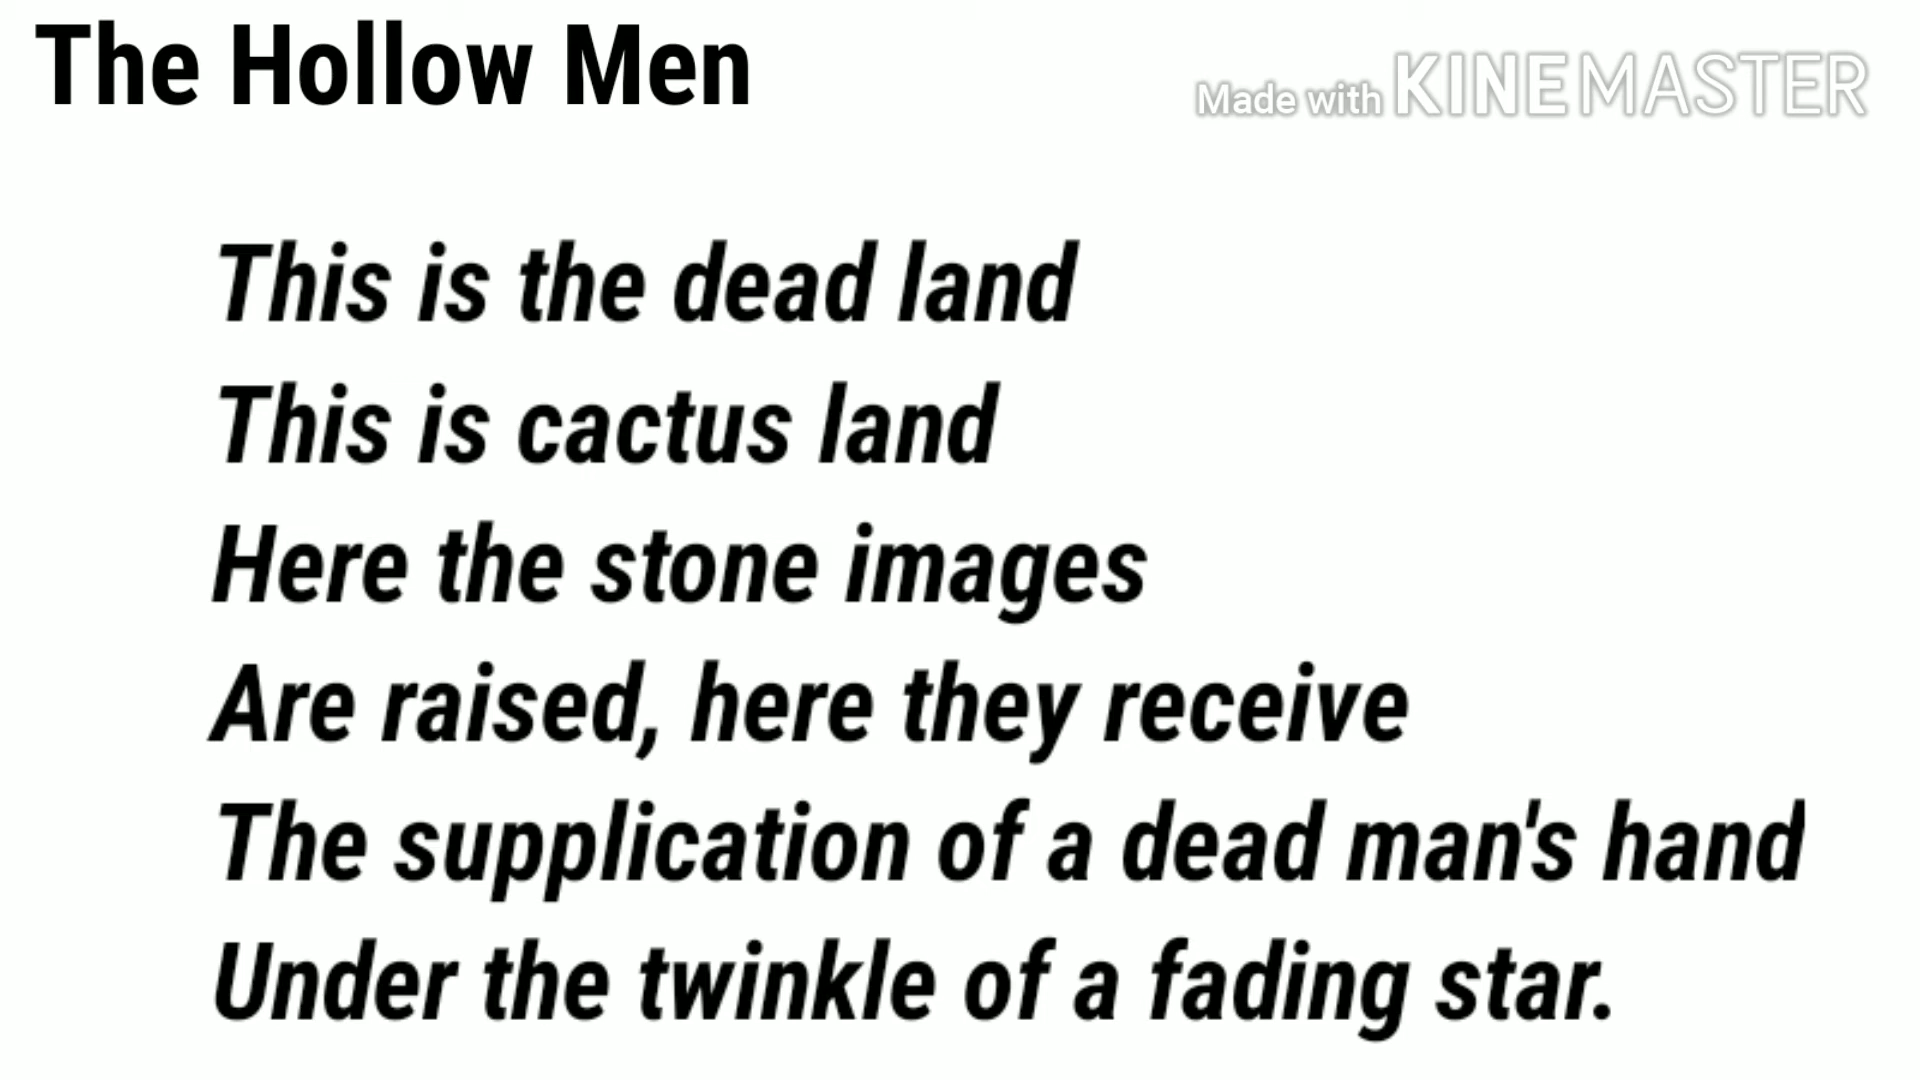 The Hollow Men
Made with KINEMASTER
This is the dead land
This is cactus land
Here the stone images
Are raised, here they receive
The supplication of a dead man's hand
Under the twinkle of a fading star.